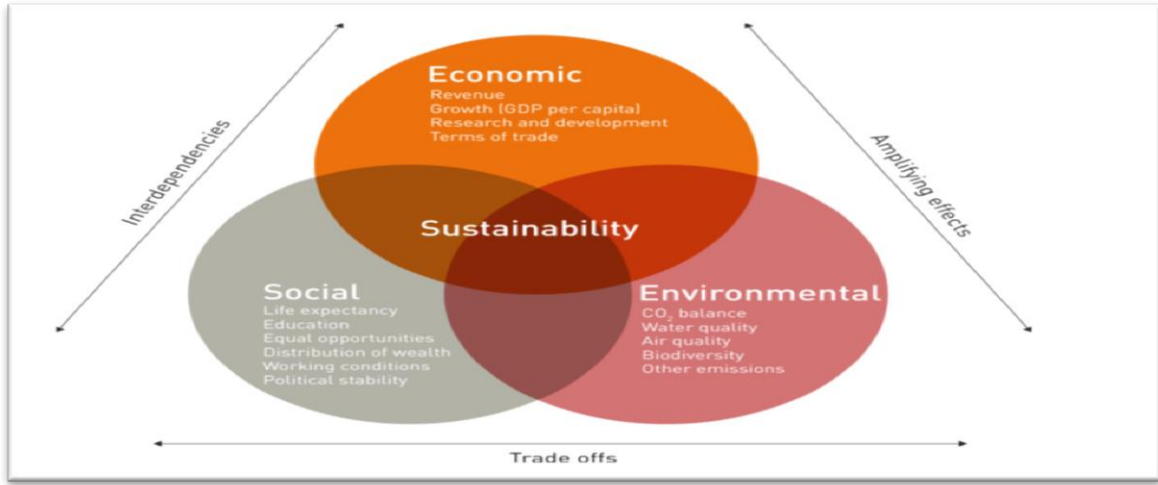 Economic
Revenue
Growth (GDP per capita)
Research and development
Terms of trade
Interdependencies
Amplifying effects
Sustainability
Social
Life expectancy
Education
Equal opportunities
Distribution of wealth
Working conditions
Political stability
Environmental
CO₂ balance
Water quality
Air quality
Biodiversity
Other emissions
Trade offs